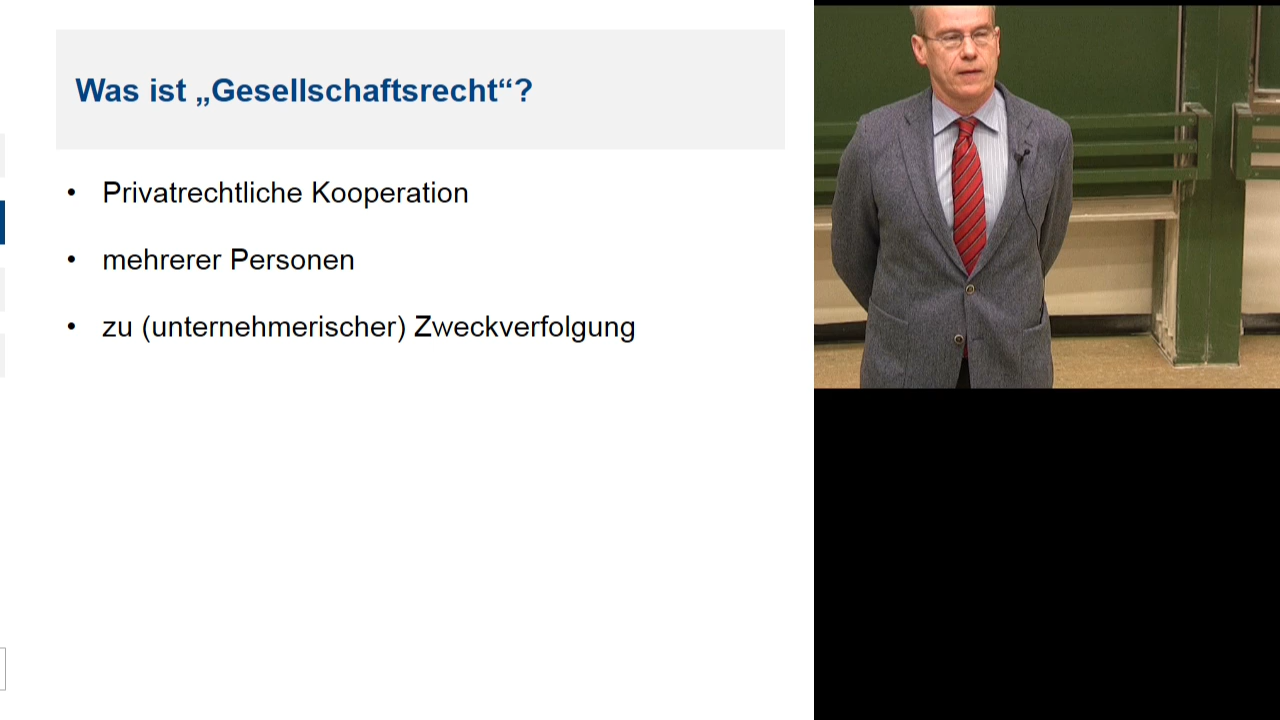 Was ist „Gesellschaftsrecht“?
• Privatrechtliche Kooperation
• mehrerer Personen
• zu (unternehmerischer) Zweckverfolgung